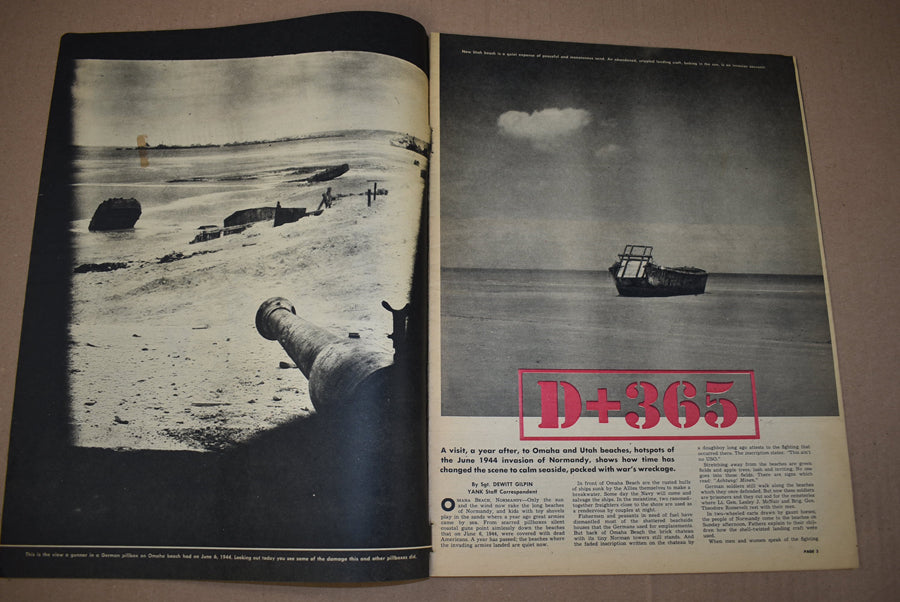 This is the view a gunner in a German pillbox on Omaha beach had on June 6, 1944. Looking out today you see some of the damage this and other pillboxes did.
Now Utah beach is a quiet expanse of peaceful and monotonous sand. An abandoned, crippled landing craft, basking in the sun, is an invasion souvenir.
D+365
A visit, a year after, to Omaha and Utah beaches, hotspots of
the June 1944 invasion of Normandy, shows how time has
changed the scene to calm seaside, pocked with war's wreckage.
By Sgt. DEWITT GILPIN
YANK Staff Correspondent
OMAHA BEACH, NORMANDY—Only the sun
and the wind now rake the long beaches
of Normandy, and kids with toy shovels
play in the sands where a year ago great armies
came by sea. From scarred pillboxes silent
coastal guns point aimlessly down the beaches
that on June 6, 1944, were covered with dead
Americans. A year has passed; the beaches where
the invading armies landed are quiet now.
In front of Omaha Beach are the rusted hulls
of ships sunk by the Allies themselves to make a
breakwater. Some day the Navy will come and
salvage the ships. In the meantime, two rammed-
together freighters close to the shore are used as
a rendezvous by couples at night.
Fishermen and peasants in need of fuel have
dismantled most of the shattered beachside
houses that the Germans used for emplacements.
But back of Omaha Beach the brick chateau
with its tiny Norman towers still stands. And
the faded inscription written on the chateau by
a doughboy long ago attests to the fighting that
occurred there. The inscription states: "This ain't
no USO."
Stretching away from the beaches are green
fields and apple trees, lush and inviting. No one
goes into those fields. There are signs which
read: "Achtung! Minen."
German soldiers still walk along the beaches
which they once defended. But now these soldiers
are prisoners and they cut sod for the cemeteries
where Lt. Gen. Lesley J. McNair and Brig. Gen.
Theodore Roosevelt rest with their men.
In two-wheeled carts drawn by gaunt horses,
the people of Normandy come to the beaches on
Sunday afternoon. Fathers explain to their chil-
dren how the shell-twisted landing craft were
used.
When men and women speak of the fighting
PAGE 3